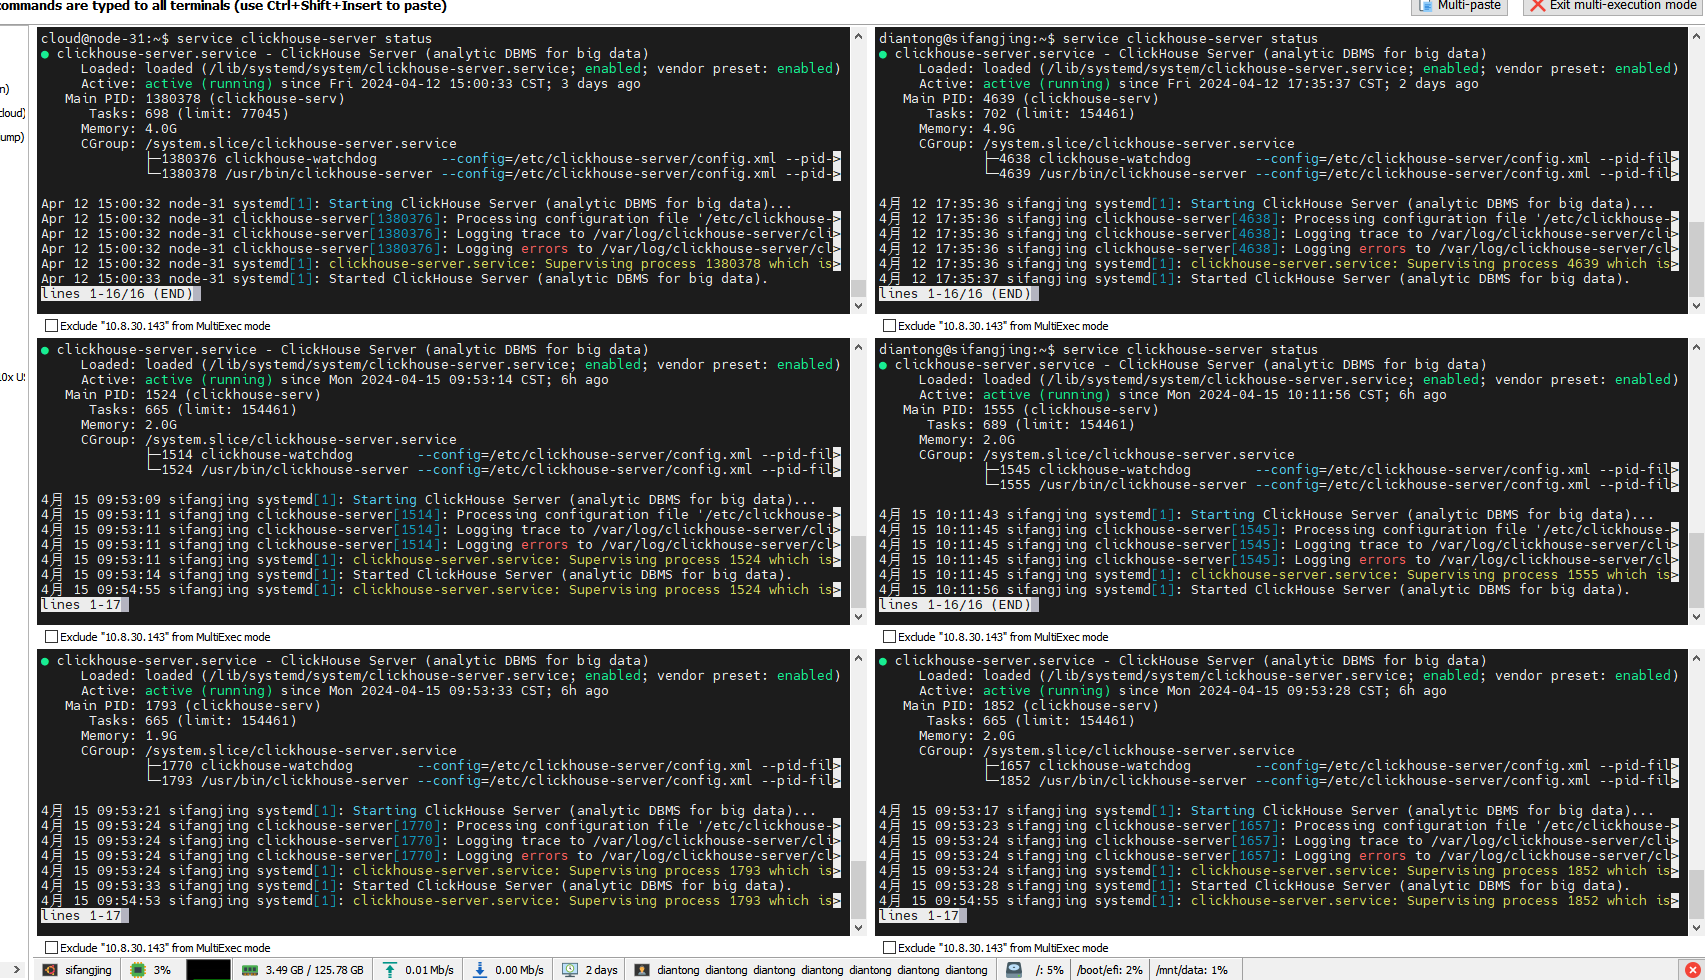 ommands are typed to all terminals (use Ctrl+Shift+Insert to paste)
Multi-paste
Exit multi-execution mode
n)
loud)
ump)
.0x US
cloud@node-31:~$ service clickhouse-server status
● clickhouse-server.service - ClickHouse Server (analytic DBMS for big data)
Loaded: loaded (/lib/systemd/system/clickhouse-server.service; enabled; vendor preset: enabled)
Active: active (running) since Fri 2024-04-12 15:00:33 CST; 3 days ago
Main PID: 1380378 (clickhouse-serv)
Tasks: 698 (limit: 77045)
Memory: 4.0G
CGroup: /system.slice/clickhouse-server.service
├─1380376 clickhouse-watchdog --config=/etc/clickhouse-server/config.xml --pid->
└─1380378 /usr/bin/clickhouse-server --config=/etc/clickhouse-server/config.xml --pid->
Apr 12 15:00:32 node-31 systemd[1]: Starting ClickHouse Server (analytic DBMS for big data)...
Apr 12 15:00:32 node-31 clickhouse-server[1380376]: Processing configuration file '/etc/clickhouse->
Apr 12 15:00:32 node-31 clickhouse-server[1380376]: Logging trace to /var/log/clickhouse-server/cli>
Apr 12 15:00:32 node-31 clickhouse-server[1380376]: Logging errors to /var/log/clickhouse-server/cl>
Apr 12 15:00:32 node-31 systemd[1]: clickhouse-server.service: Supervising process 1380378 which is>
Apr 12 15:00:33 node-31 systemd[1]: Started ClickHouse Server (analytic DBMS for big data).
lines 1-16/16 (END)
Exclude "10.8.30.143" from MultiExec mode
diantong@sifangjing:~$ service clickhouse-server status
● clickhouse-server.service - ClickHouse Server (analytic DBMS for big data)
Loaded: loaded (/lib/systemd/system/clickhouse-server.service; enabled; vendor preset: enabled)
Active: active (running) since Fri 2024-04-12 17:35:37 CST; 2 days ago
Main PID: 4639 (clickhouse-serv)
Tasks: 702 (limit: 154461)
Memory: 4.9G
CGroup: /system.slice/clickhouse-server.service
├─4638 clickhouse-watchdog --config=/etc/clickhouse-server/config.xml --pid-fil>
└─4639 /usr/bin/clickhouse-server --config=/etc/clickhouse-server/config.xml --pid-fil>
4月 12 17:35:36 sifangjing systemd[1]: Starting ClickHouse Server (analytic DBMS for big data)...
4月 12 17:35:36 sifangjing clickhouse-server[4638]: Processing configuration file '/etc/clickhouse->
4月 12 17:35:36 sifangjing clickhouse-server[4638]: Logging trace to /var/log/clickhouse-server/cli>
4月 12 17:35:36 sifangjing clickhouse-server[4638]: Logging errors to /var/log/clickhouse-server/cl>
4月 12 17:35:36 sifangjing systemd[1]: clickhouse-server.service: Supervising process 4639 which is>
4月 12 17:35:37 sifangjing systemd[1]: Started ClickHouse Server (analytic DBMS for big data).
lines 1-16/16 (END)
Exclude "10.8.30.143" from MultiExec mode
● clickhouse-server.service - ClickHouse Server (analytic DBMS for big data)
Loaded: loaded (/lib/systemd/system/clickhouse-server.service; enabled; vendor preset: enabled)
Active: active (running) since Mon 2024-04-15 09:53:14 CST; 6h ago
Main PID: 1524 (clickhouse-serv)
Tasks: 665 (limit: 154461)
Memory: 2.0G
CGroup: /system.slice/clickhouse-server.service
├─1514 clickhouse-watchdog --config=/etc/clickhouse-server/config.xml --pid-fil>
└─1524 /usr/bin/clickhouse-server --config=/etc/clickhouse-server/config.xml --pid-fil>
4月 15 09:53:09 sifangjing systemd[1]: Starting ClickHouse Server (analytic DBMS for big data)...
4月 15 09:53:11 sifangjing clickhouse-server[1514]: Processing configuration file '/etc/clickhouse->
4月 15 09:53:11 sifangjing clickhouse-server[1514]: Logging trace to /var/log/clickhouse-server/cli>
4月 15 09:53:11 sifangjing clickhouse-server[1514]: Logging errors to /var/log/clickhouse-server/cl>
4月 15 09:53:11 sifangjing systemd[1]: clickhouse-server.service: Supervising process 1524 which is>
4月 15 09:53:14 sifangjing systemd[1]: Started ClickHouse Server (analytic DBMS for big data).
4月 15 09:54:55 sifangjing systemd[1]: clickhouse-server.service: Supervising process 1524 which is>
lines 1-17
Exclude "10.8.30.143" from MultiExec mode
diantong@sifangjing:~$ service clickhouse-server status
● clickhouse-server.service - ClickHouse Server (analytic DBMS for big data)
Loaded: loaded (/lib/systemd/system/clickhouse-server.service; enabled; vendor preset: enabled)
Active: active (running) since Mon 2024-04-15 10:11:56 CST; 6h ago
Main PID: 1555 (clickhouse-serv)
Tasks: 689 (limit: 154461)
Memory: 2.0G
CGroup: /system.slice/clickhouse-server.service
├─1545 clickhouse-watchdog --config=/etc/clickhouse-server/config.xml --pid-fil>
└─1555 /usr/bin/clickhouse-server --config=/etc/clickhouse-server/config.xml --pid-fil>
4月 15 10:11:43 sifangjing systemd[1]: Starting ClickHouse Server (analytic DBMS for big data)...
4月 15 10:11:45 sifangjing clickhouse-server[1545]: Processing configuration file '/etc/clickhouse->
4月 15 10:11:45 sifangjing clickhouse-server[1545]: Logging trace to /var/log/clickhouse-server/cli>
4月 15 10:11:45 sifangjing clickhouse-server[1545]: Logging errors to /var/log/clickhouse-server/cl>
4月 15 10:11:45 sifangjing systemd[1]: clickhouse-server.service: Supervising process 1555 which is>
4月 15 10:11:56 sifangjing systemd[1]: Started ClickHouse Server (analytic DBMS for big data).
lines 1-16/16 (END)
Exclude "10.8.30.143" from MultiExec mode
● clickhouse-server.service - ClickHouse Server (analytic DBMS for big data)
Loaded: loaded (/lib/systemd/system/clickhouse-server.service; enabled; vendor preset: enabled)
Active: active (running) since Mon 2024-04-15 09:53:33 CST; 6h ago
Main PID: 1793 (clickhouse-serv)
Tasks: 665 (limit: 154461)
Memory: 1.9G
CGroup: /system.slice/clickhouse-server.service
├─1770 clickhouse-watchdog --config=/etc/clickhouse-server/config.xml --pid-fil>
└─1793 /usr/bin/clickhouse-server --config=/etc/clickhouse-server/config.xml --pid-fil>
4月 15 09:53:21 sifangjing systemd[1]: Starting ClickHouse Server (analytic DBMS for big data)...
4月 15 09:53:24 sifangjing clickhouse-server[1770]: Processing configuration file '/etc/clickhouse->
4月 15 09:53:24 sifangjing clickhouse-server[1770]: Logging trace to /var/log/clickhouse-server/cli>
4月 15 09:53:24 sifangjing clickhouse-server[1770]: Logging errors to /var/log/clickhouse-server/cl>
4月 15 09:53:24 sifangjing systemd[1]: clickhouse-server.service: Supervising process 1793 which is>
4月 15 09:53:33 sifangjing systemd[1]: Started ClickHouse Server (analytic DBMS for big data).
4月 15 09:54:53 sifangjing systemd[1]: clickhouse-server.service: Supervising process 1793 which is>
lines 1-17
Exclude "10.8.30.143" from MultiExec mode
● clickhouse-server.service - ClickHouse Server (analytic DBMS for big data)
Loaded: loaded (/lib/systemd/system/clickhouse-server.service; enabled; vendor preset: enabled)
Active: active (running) since Mon 2024-04-15 09:53:28 CST; 6h ago
Main PID: 1852 (clickhouse-serv)
Tasks: 665 (limit: 154461)
Memory: 2.0G
CGroup: /system.slice/clickhouse-server.service
├─1657 clickhouse-watchdog --config=/etc/clickhouse-server/config.xml --pid-fil>
└─1852 /usr/bin/clickhouse-server --config=/etc/clickhouse-server/config.xml --pid-fil>
4月 15 09:53:17 sifangjing systemd[1]: Starting ClickHouse Server (analytic DBMS for big data)...
4月 15 09:53:23 sifangjing clickhouse-server[1657]: Processing configuration file '/etc/clickhouse->
4月 15 09:53:24 sifangjing clickhouse-server[1657]: Logging trace to /var/log/clickhouse-server/cli>
4月 15 09:53:24 sifangjing clickhouse-server[1657]: Logging errors to /var/log/clickhouse-server/cl>
4月 15 09:53:24 sifangjing systemd[1]: clickhouse-server.service: Supervising process 1852 which is>
4月 15 09:53:28 sifangjing systemd[1]: Started ClickHouse Server (analytic DBMS for big data).
4月 15 09:54:55 sifangjing systemd[1]: clickhouse-server.service: Supervising process 1852 which is>
lines 1-17
Exclude "10.8.30.143" from MultiExec mode
sifangjing 3% 3.49 GB / 125.78 GB 0.01 Mb/s 0.00 Mb/s 2 days diantong diantong diantong diantong diantong diantong diantong /: 5% /boot/efi: 2% /mnt/data: 1%